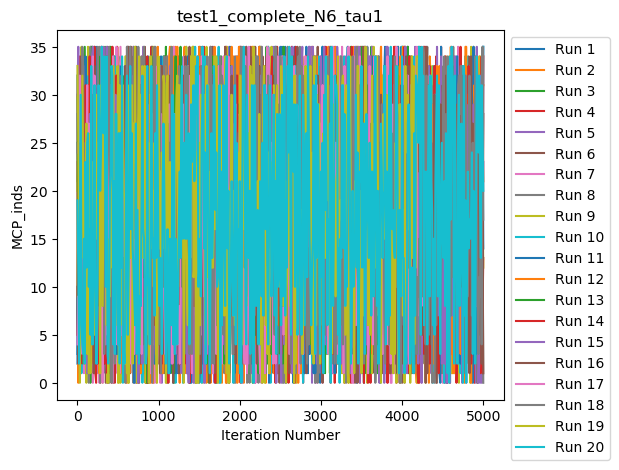 test1_complete_N6_tau1
35
30
25
20
15
10
5
0
MCP_inds
0 1000 2000 3000 4000 5000
Iteration Number
Run 1
Run 2
Run 3
Run 4
Run 5
Run 6
Run 7
Run 8
Run 9
Run 10
Run 11
Run 12
Run 13
Run 14
Run 15
Run 16
Run 17
Run 18
Run 19
Run 20